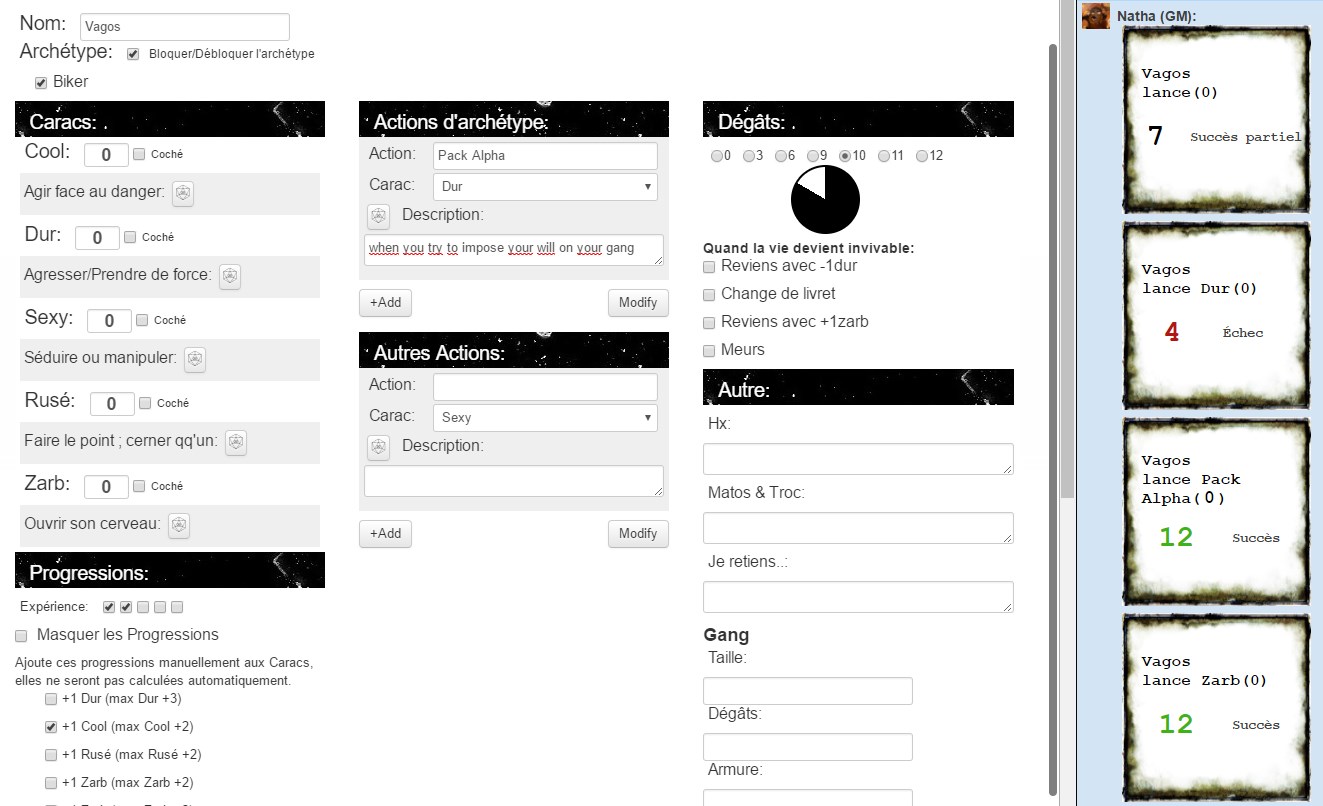 Nom: Vagos
Archétype: Bloquer/Débloquer l'archétype
Biker
Caracs: .
Cool: 0 Coché
Agir face au danger:
Dur: 0 Coché
Agresser/Prendre de force:
Sexy: 0 Coché
Séduire ou manipuler:
Rusé: 0 Coché
Faire le point ; cerner qq'un:
Zarb: 0 Coché
Ouvrir son cerveau:
Progressions:
Expérience:
Masquer les Progressions
Ajoute ces progressions manuellement aux Caracs,
elles ne seront pas calculées automatiquement.
+1 Dur (max Dur +3)
+1 Cool (max Cool +2)
+1 Rusé (max Rusé +2)
+1 Zarb (max Zarb +2)
Actions d'archétype:
Action: Pack Alpha
Carac: Dur
Description:
when you try to impose your will on your gang
+Add Modify
Autres Actions:
Action:
Carac: Sexy
Description:
+Add Modify
Dégâts: .
0 3 6 9 10 11 12
Quand la vie devient invivable:
Reviens avec -1dur
Change de livret
Reviens avec +1zarb
Meurs
Autre: .
Hx:
Matos & Troc:
Je retiens..:
Gang
Taille:
Dégâts:
Armure:
Natha (GM):
Vagos
lance(0)
7 Succès partiel
Vagos
lance Dur(0)
4 Échec
Vagos
lance Pack
Alpha(0)
12 Succès
Vagos
lance Zarb(0)
12 Succès